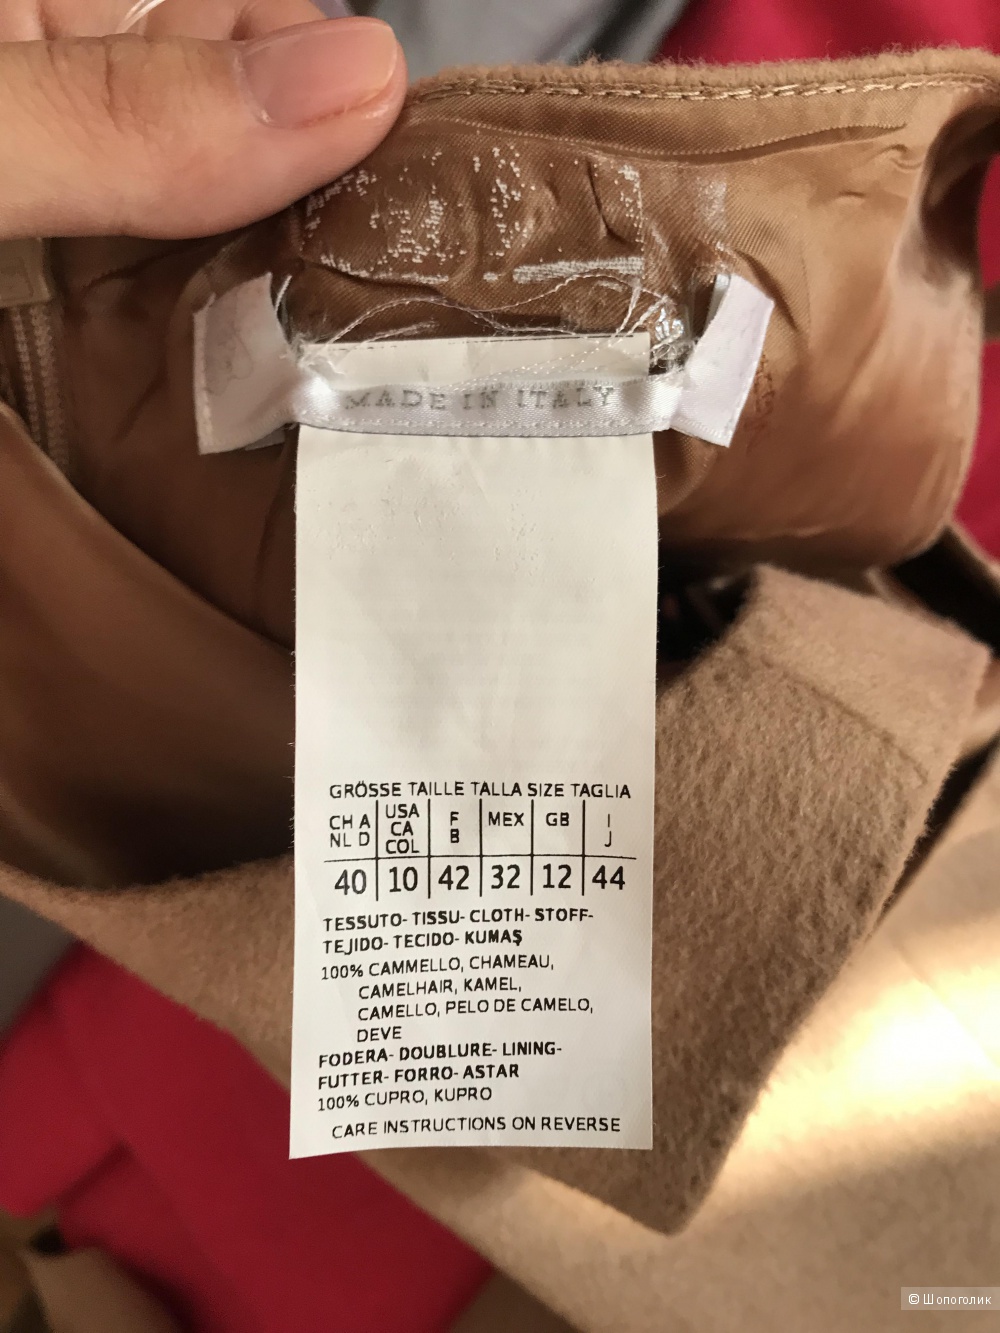 MADE IN ITALY
GRÖSSE TAILLE TALLA SIZE TAGLIA
CH A NL D | USA CA COL | F B | MEX | GB | I J
40 | 10 | 42 | 32 | 12 | 44
TESSUTO- TISSU- CLOTH- STOFF-
TEJIDO- TECIDO- KUMAŞ
100% CAMMELLO, CHAMEAU,
CAMELHAIR, KAMEL,
CAMELLO, PELO DE CAMELO,
DEVE
FODERA- DOUBLURE- LINING-
FUTTER- FORRO- ASTAR
100% CUPRO, KUPRO
CARE INSTRUCTIONS ON REVERSE
© Шопоголик